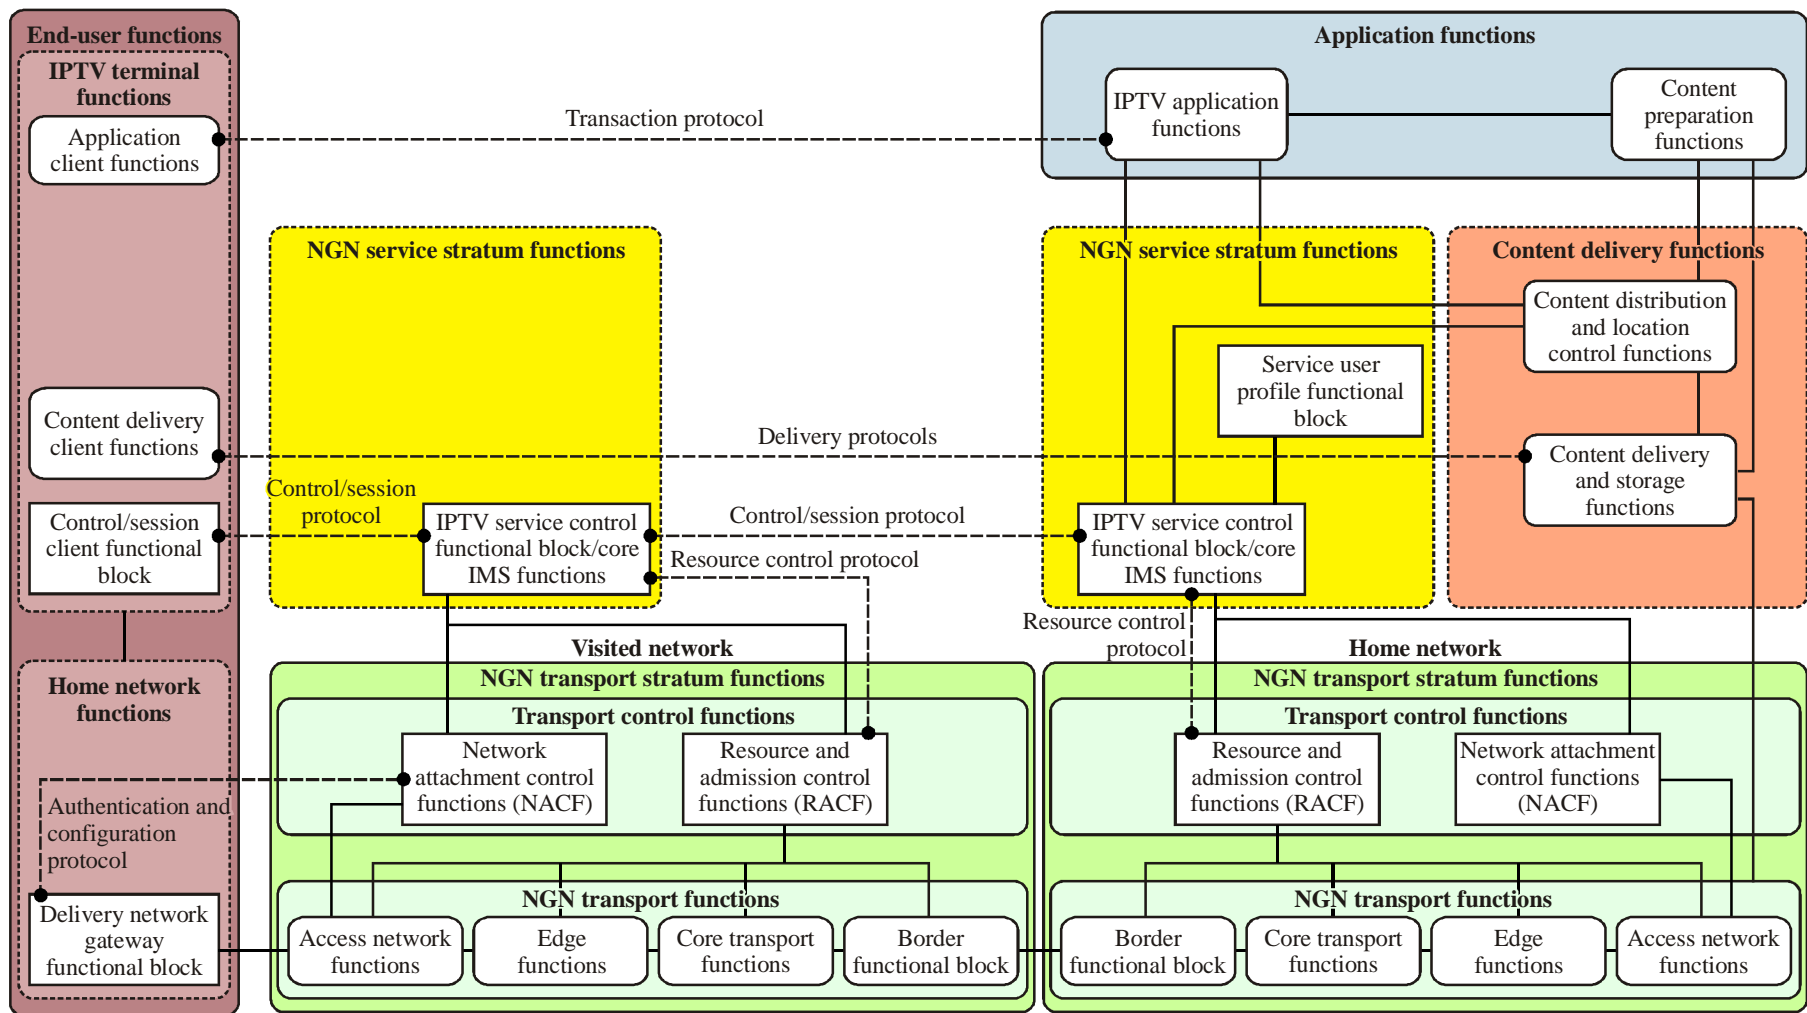 End-user functions
IPTV terminal
functions
Application
client functions
Content delivery
client functions
Control/session
client functional
block
Home network
functions
Authentication and
configuration
protocol
Delivery network
gateway
functional block
Transaction protocol
Application functions
IPTV application
functions
Content
preparation
functions
NGN service stratum functions
NGN service stratum functions
Content delivery functions
Content distribution
and location
control functions
Service user
profile functional
block
Delivery protocols
Content delivery
and storage
functions
Control/session
protocol
IPTV service control
functional block/core
IMS functions
Control/session protocol
Resource control protocol
IPTV service control
functional block/core
IMS functions
Resource control
protocol
Visited network
NGN transport stratum functions
Transport control functions
Network
attachment control
functions (NACF)
Resource and
admission control
functions (RACF)
NGN transport functions
Access network
functions
Edge
functions
Core transport
functions
Border
functional block
Home network
NGN transport stratum functions
Transport control functions
Resource and
admission control
functions (RACF)
Network attachment
control functions
(NACF)
NGN transport functions
Border
functional block
Core transport
functions
Edge
functions
Access network
functions